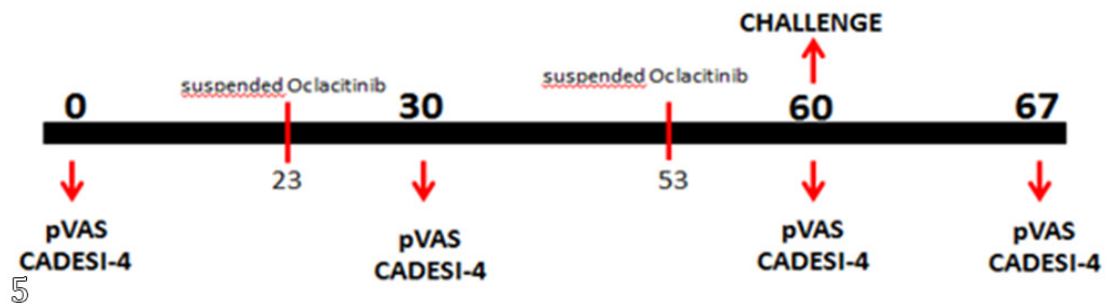 CHALLENGE
suspended Oclacitinib
suspended Oclacitinib
0
30
60
67
23
53
pVAS
CADESI-4
pVAS
CADESI-4
pVAS
CADESI-4
pVAS
CADESI-4
5